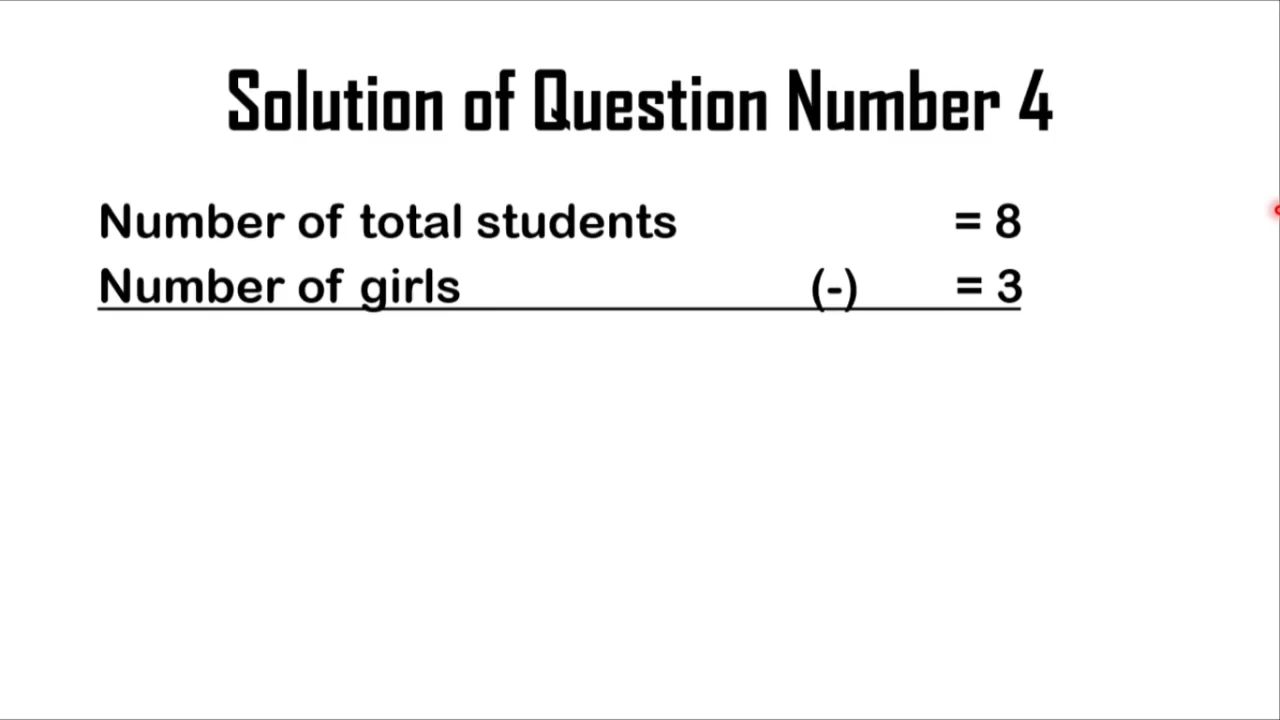 Solution of Question Number 4
Number of total students = 8
Number of girls (-) = 3